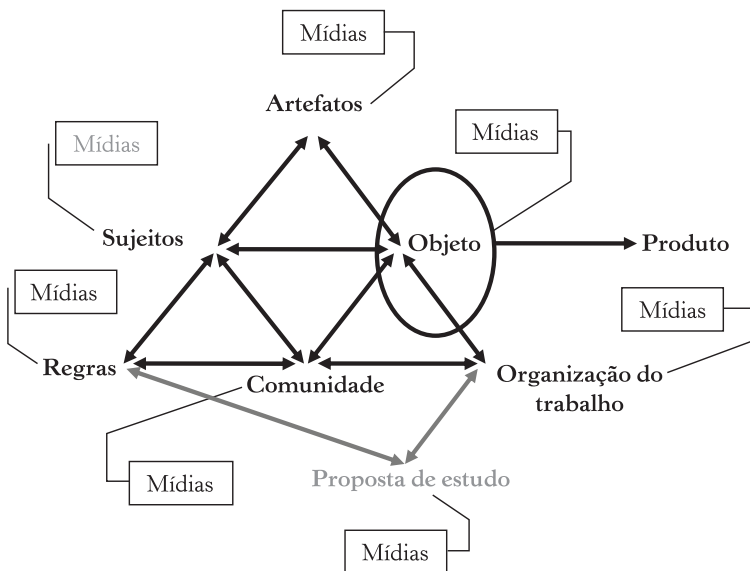 Mídias
Artefatos
Mídias
Mídias
Sujeitos
Objeto
Produto
Mídias
Mídias
Regras
Comunidade
Organização do
trabalho
Mídias
Proposta de estudo
Mídias